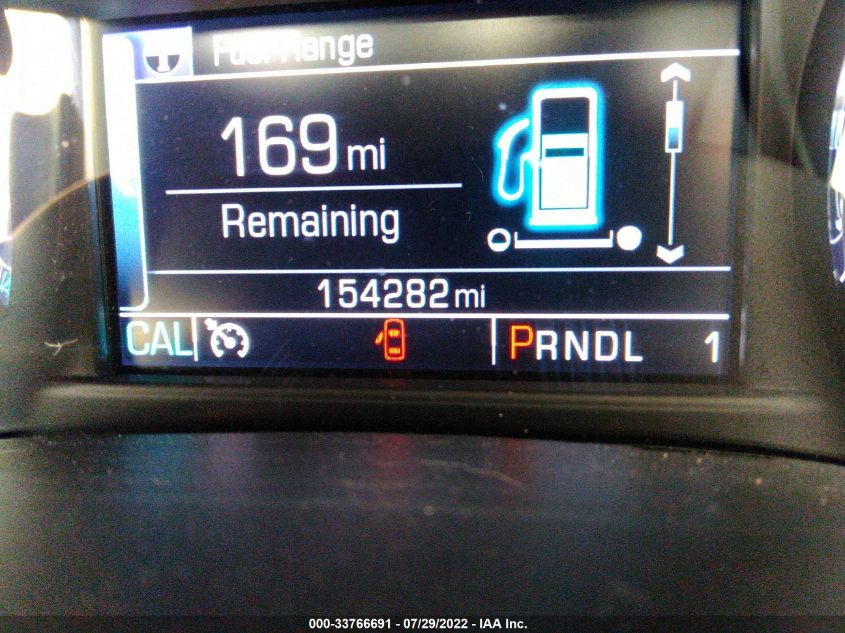 Fuel Range
169 mi
Remaining
154282 mi
CAL PRNDL 1
000-33766691 - 07/29/2022 - IAA Inc.